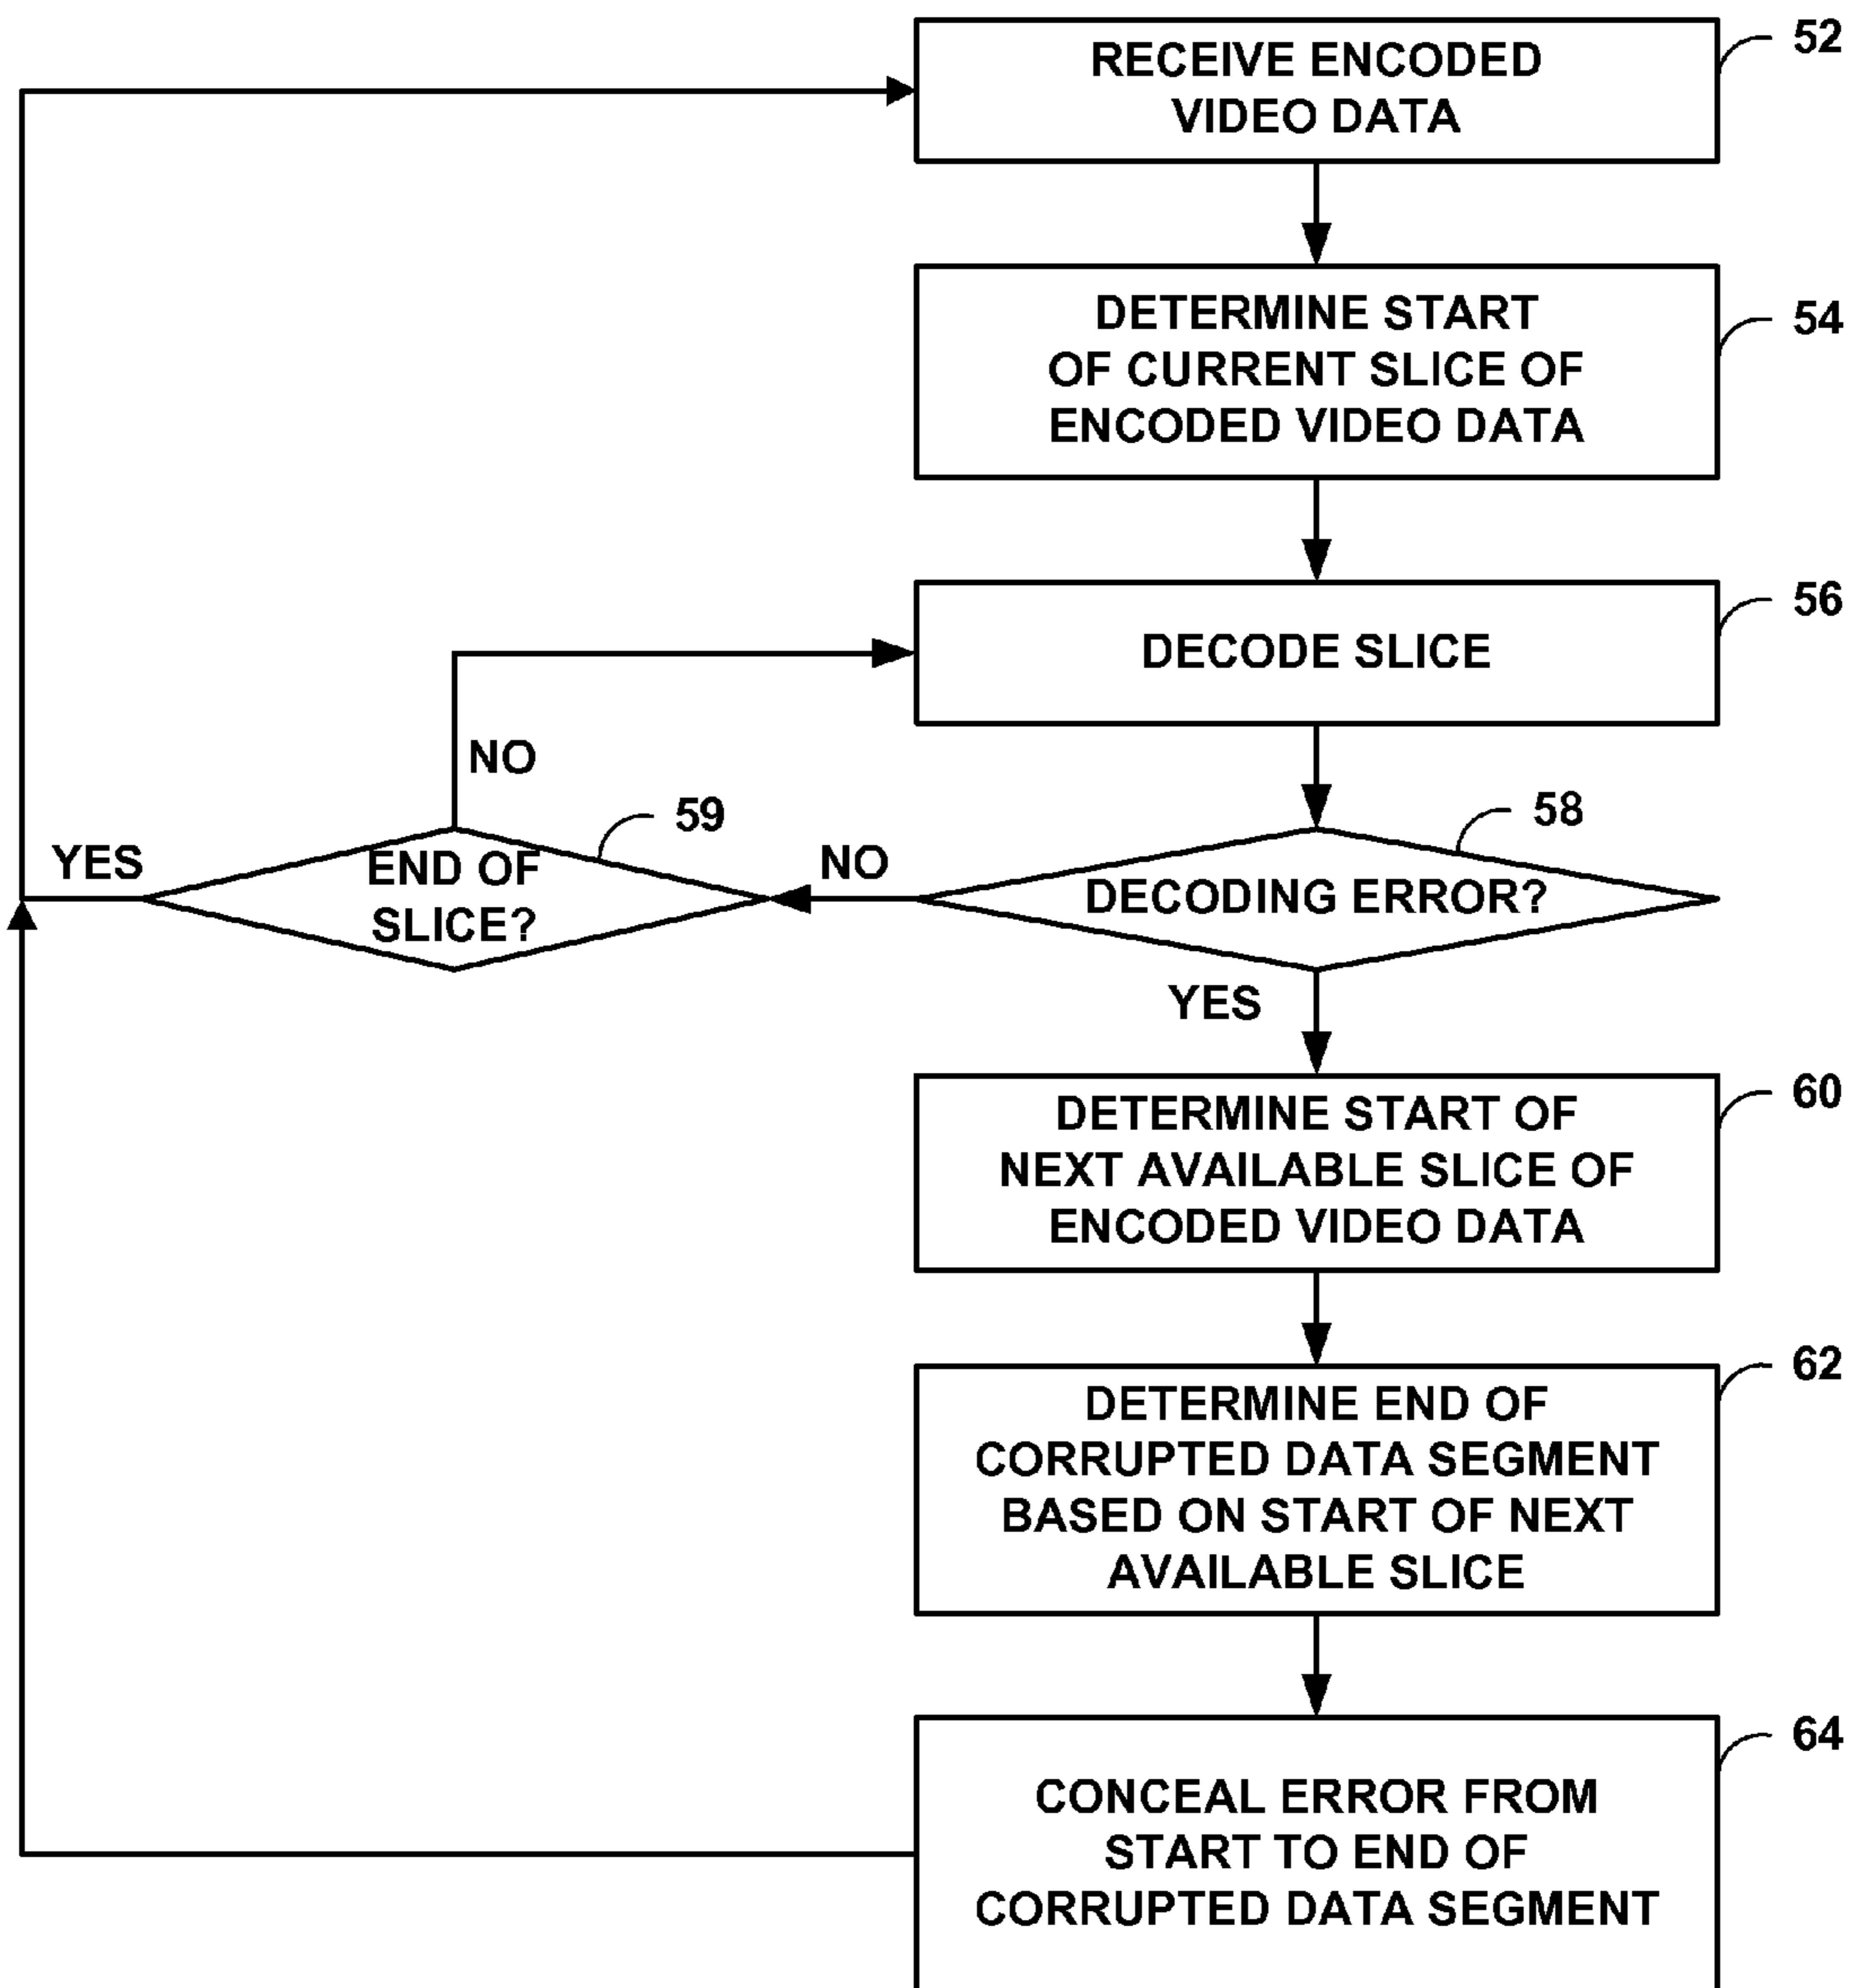 RECEIVE ENCODED
VIDEO DATA
52
DETERMINE START
OF CURRENT SLICE OF
ENCODED VIDEO DATA
54
DECODE SLICE
56
NO
59
58
YES
END OF
SLICE?
NO
DECODING ERROR?
YES
DETERMINE START OF
NEXT AVAILABLE SLICE OF
ENCODED VIDEO DATA
60
DETERMINE END OF
CORRUPTED DATA SEGMENT
BASED ON START OF NEXT
AVAILABLE SLICE
62
CONCEAL ERROR FROM
START TO END OF
CORRUPTED DATA SEGMENT
64